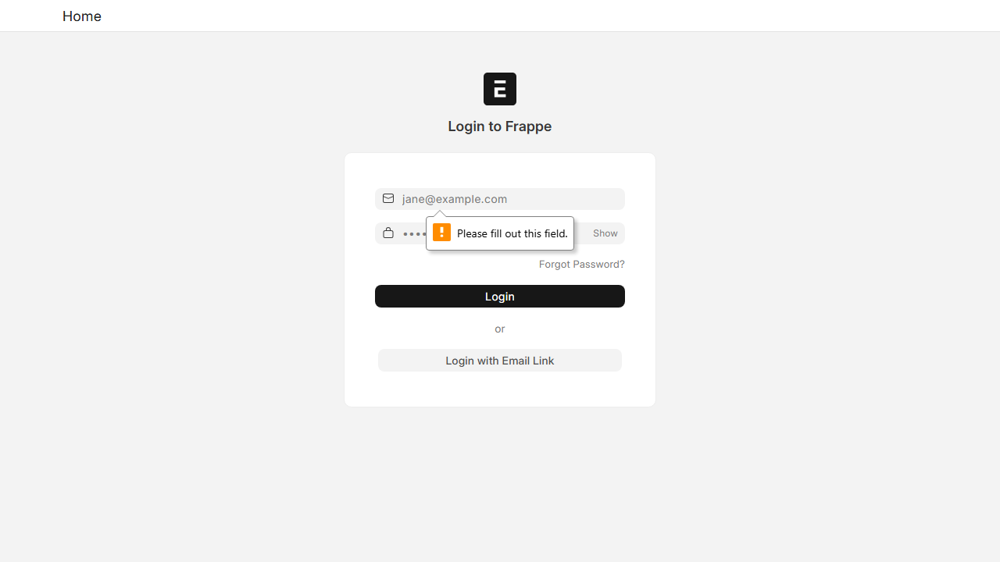 Home
Login to Frappe
jane@example.com
Please fill out this field.
Show
Forgot Password?
Login
or
Login with Email Link